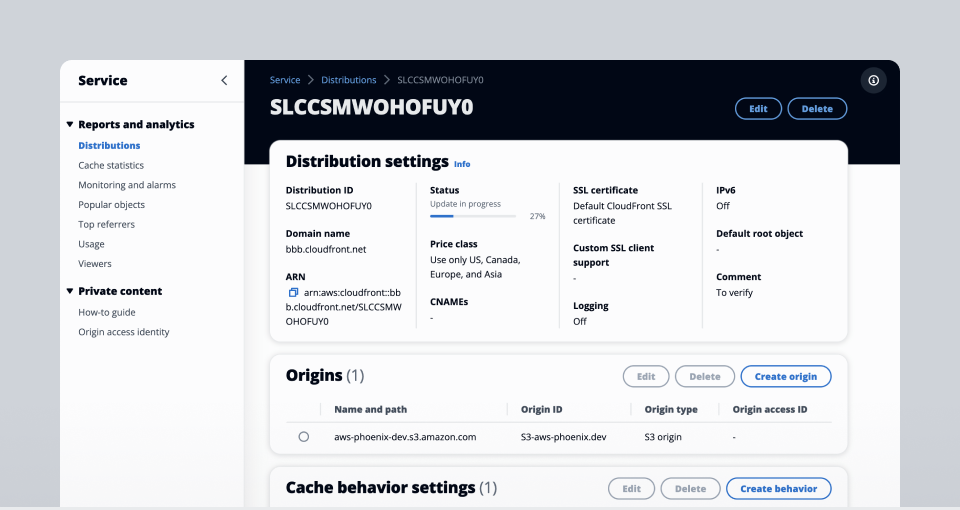 Service
Reports and analytics
Distributions
Cache statistics
Monitoring and alarms
Popular objects
Top referrers
Usage
Viewers
Private content
How-to guide
Origin access identity
Service > Distributions > SLCCSMWOHOFUY0
SLCCSMWOHOFUY0
Edit Delete
Distribution settings Info
Distribution ID
SLCCSMWOHOFUY0
Domain name
bbb.cloudfront.net
ARN
arn:aws:cloudfront::bb
b.cloudfront.net/SLCCSMW
OHOFUY0
Status
Update in progress
27%
Price class
Use only US, Canada,
Europe, and Asia
CNAMEs
-
SSL certificate
Default CloudFront SSL
certificate
Custom SSL client
support
-
Logging
Off
IPv6
Off
Default root object
-
Comment
To verify
Origins (1)
Edit Delete Create origin
Name and path Origin ID Origin type Origin access ID
aws-phoenix-dev.s3.amazon.com S3-aws-phoenix.dev S3 origin -
Cache behavior settings (1)
Edit Delete Create behavior